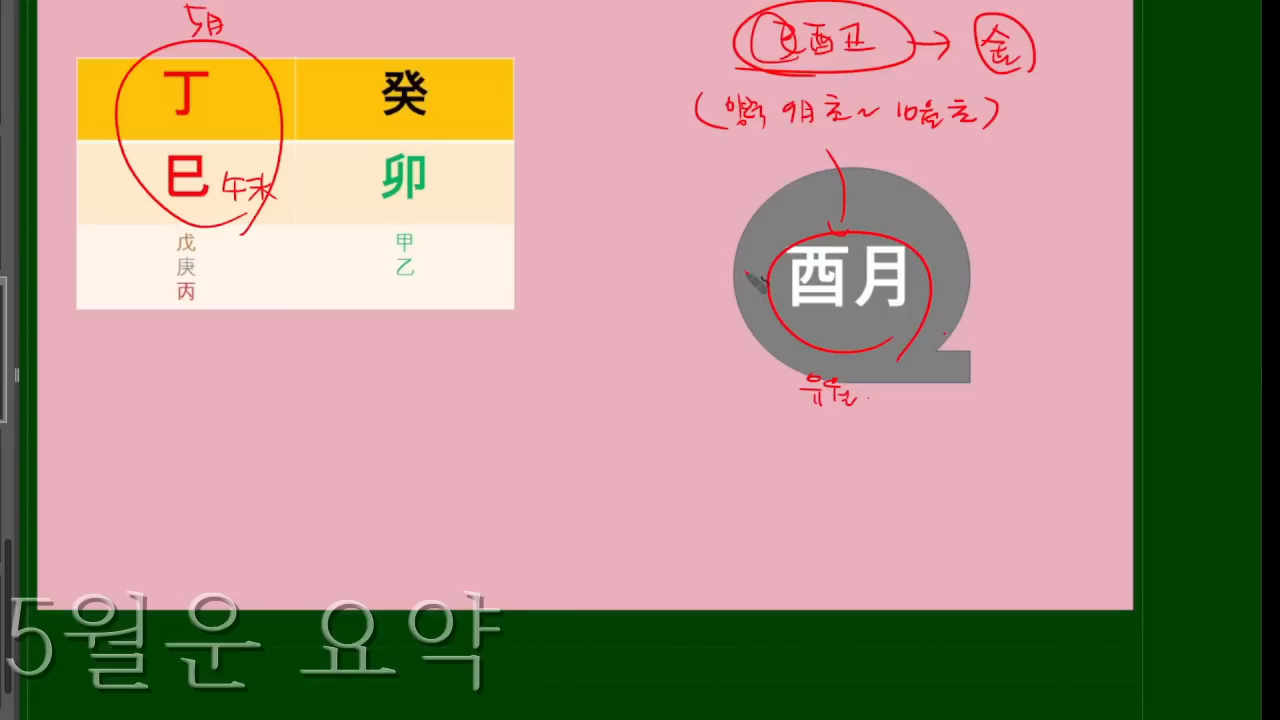 5月
丁 癸
巳 午未 卯
戊 甲
庚 乙
丙
巳酉丑 → 金
(양력 9月초~10월초)
酉月
유월
5월운 요약